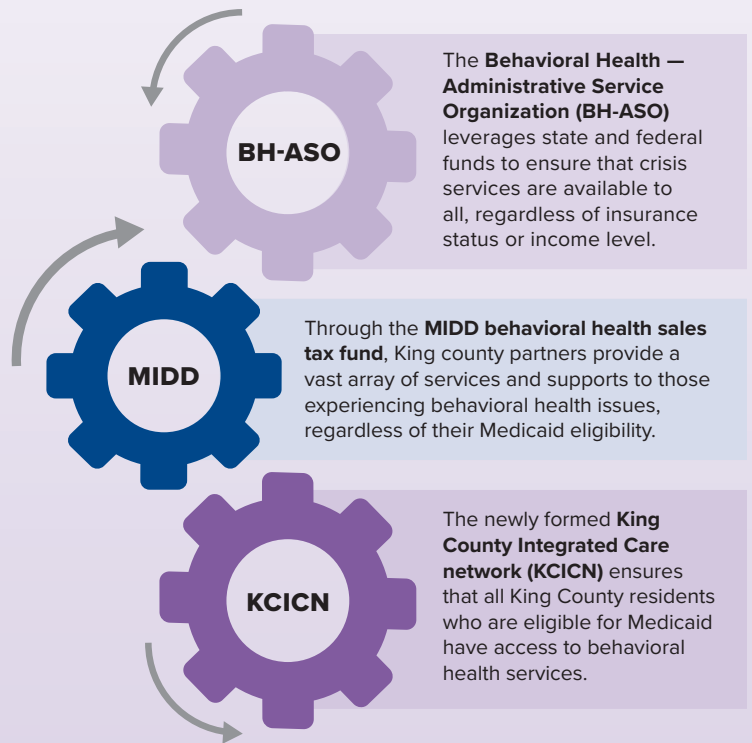 BH-ASO
The Behavioral Health —
Administrative Service
Organization (BH-ASO)
leverages state and federal
funds to ensure that crisis
services are available to
all, regardless of insurance
status or income level.
MIDD
Through the MIDD behavioral health sales
tax fund, King county partners provide a
vast array of services and supports to those
experiencing behavioral health issues,
regardless of their Medicaid eligibility.
KCICN
The newly formed King
County Integrated Care
network (KCICN) ensures
that all King County residents
who are eligible for Medicaid
have access to behavioral
health services.